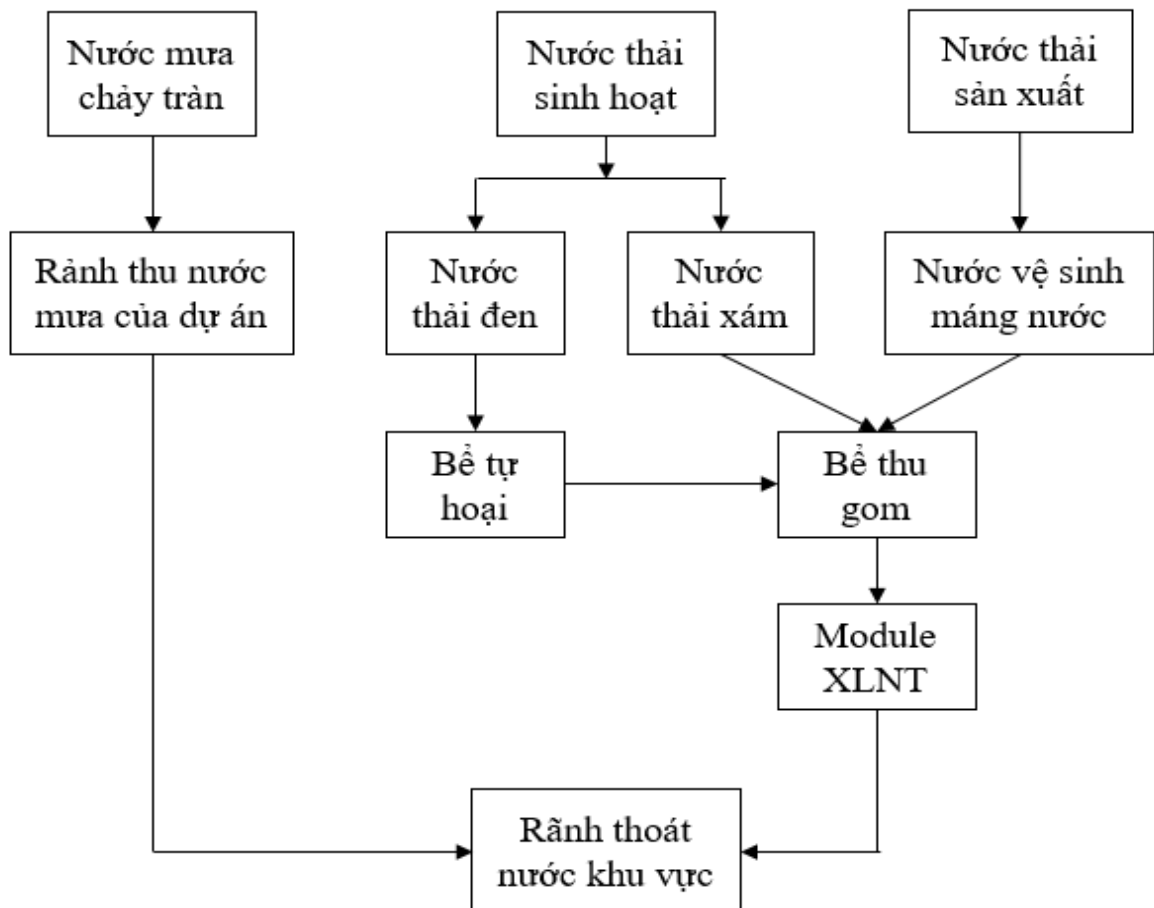 Nước mưa
chảy tràn
Nước thải
sinh hoạt
Nước thải
sản xuất
Rảnh thu nước
mưa của dự án
Nước
thải đen
Nước
thải xám
Nước vệ sinh
máng nước
Bể tự
hoại
Bể thu
gom
Module
XLNT
Rãnh thoát
nước khu vực